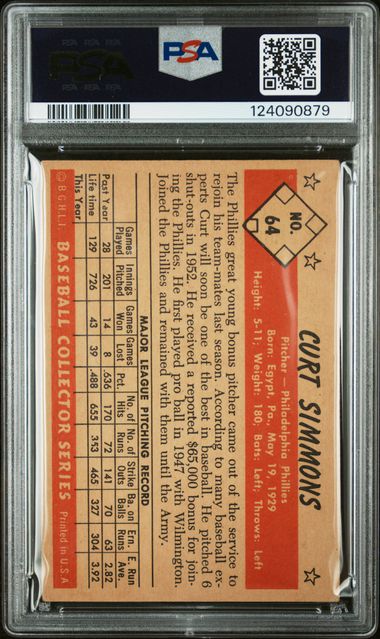 PSA
PSA
124090879
NO.
64
CURT SIMMONS
Pitcher — Philadelphia Phillies
Born: Egypt, Pa., May 19, 1929
Height: 5-11; Weight: 180; Bats: Left; Throws: Left
The Phillies great young bonus pitcher came out of the service to
rejoin his team-mates last season. According to many baseball ex-
perts Curt will soon be one of the best in baseball. He pitched 6
shut-outs in 1952. He received a reported $65,000 bonus for join-
ing the Phillies. He first played pro ball in 1947 with Wilmington.
Joined the Phillies and remained with them until the Army.
MAJOR LEAGUE PITCHING RECORD
Games Innings Games Games No. of No. of Strike Ba. on Ern. E. Run
Played Pitched Won Lost Pct. Hits Runs Outs Balls Runs Ave.
Past Year 28 201 14 8 .636 170 72 141 70 63 2.82
Life time 129 726 43 39 .488 655 353 465 327 304 3.92
This Year
© B.G.H.L.I. BASEBALL COLLECTOR SERIES Printed in U.S.A